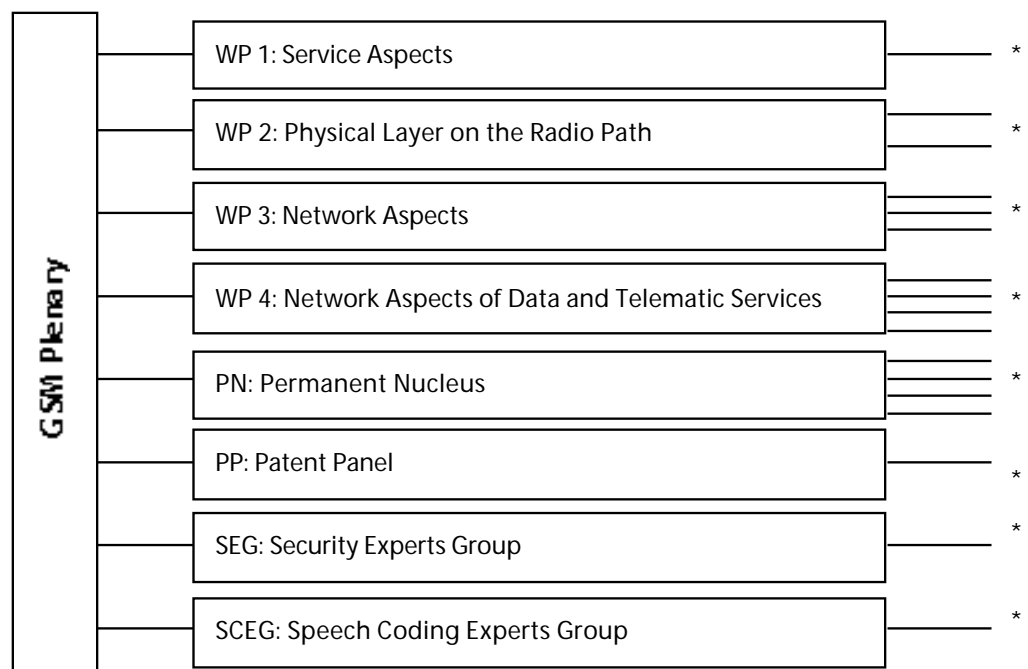 GSM Plenary
WP 1: Service Aspects *
WP 2: Physical Layer on the Radio Path *
WP 3: Network Aspects *
WP 4: Network Aspects of Data and Telematic Services *
PN: Permanent Nucleus *
PP: Patent Panel *
SEG: Security Experts Group *
SCEG: Speech Coding Experts Group *